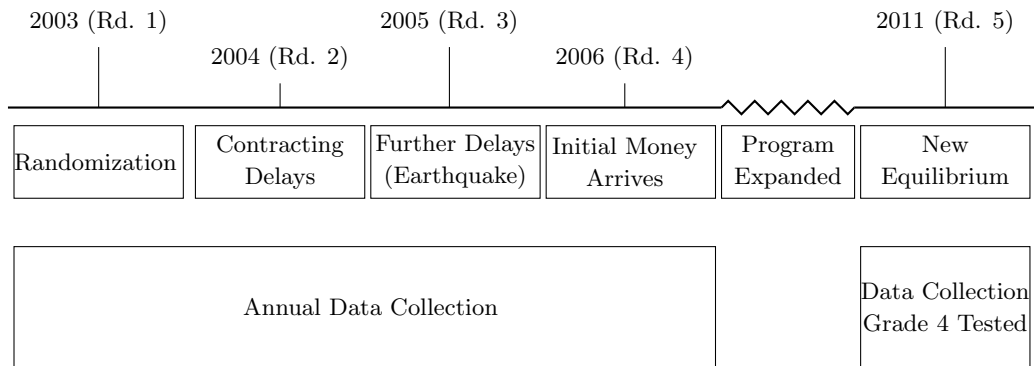 2003 (Rd. 1)
2005 (Rd. 3)
2011 (Rd. 5)
2004 (Rd. 2)
2006 (Rd. 4)
Randomization
Contracting
Delays
Further Delays
(Earthquake)
Initial Money
Arrives
Program
Expanded
New
Equilibrium
Annual Data Collection
Data Collection
Grade 4 Tested